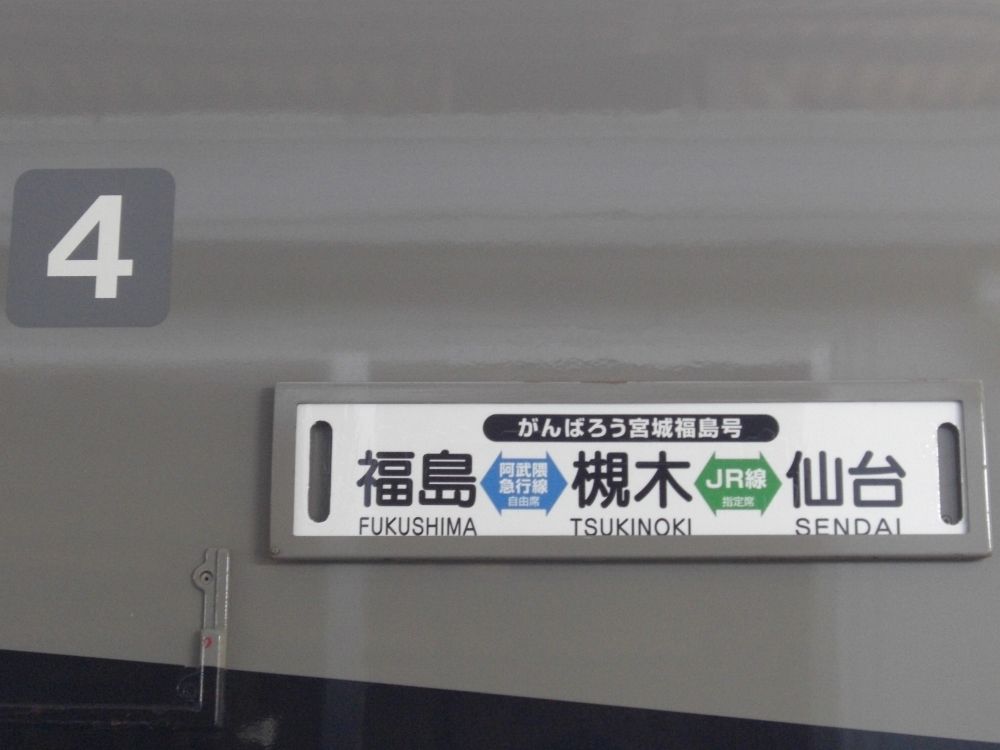 4
がんばろう宮城福島号
福島 阿武隈 槻木 JR線 仙台
急行線
自由席 指定席
FUKUSHIMA TSUKINOKI SENDAI